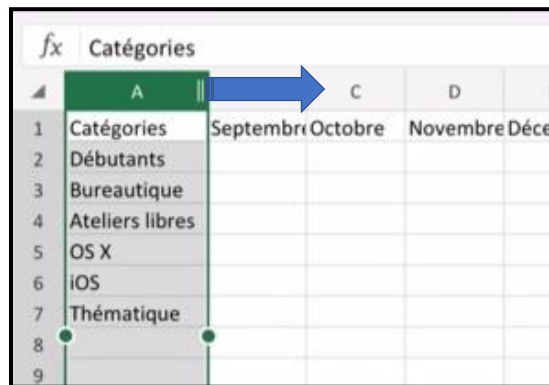 fx Catégories
A C D
1 Catégories Septembre Octobre Novembre Déce
2 Débutants
3 Bureautique
4 Ateliers libres
5 OS X
6 iOS
7 Thématique
8
9